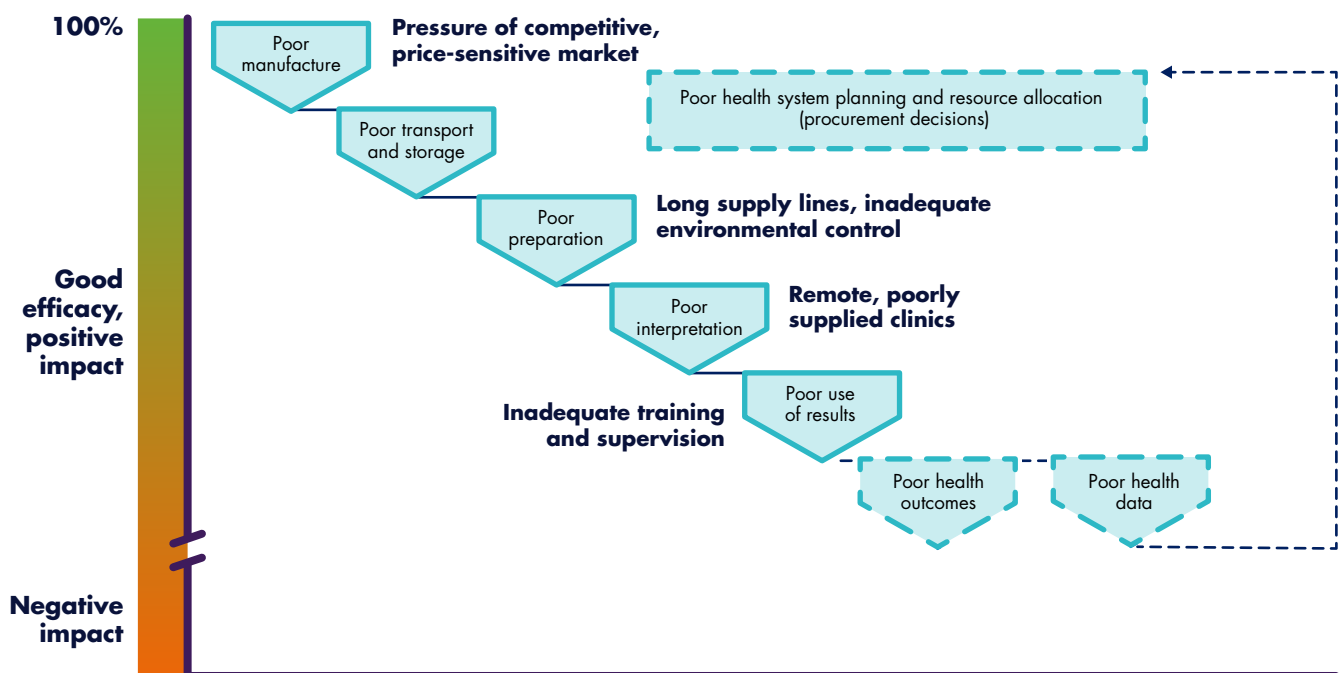 100%
Poor
manufacture
Pressure of competitive,
price-sensitive market
Poor health system planning and resource allocation
(procurement decisions)
Poor transport
and storage
Poor
preparation
Long supply lines, inadequate
environmental control
Good
efficacy,
positive
impact
Poor
interpretation
Remote, poorly
supplied clinics
Poor use
of results
Inadequate training
and supervision
Poor health
outcomes
Poor health
data
Negative
impact